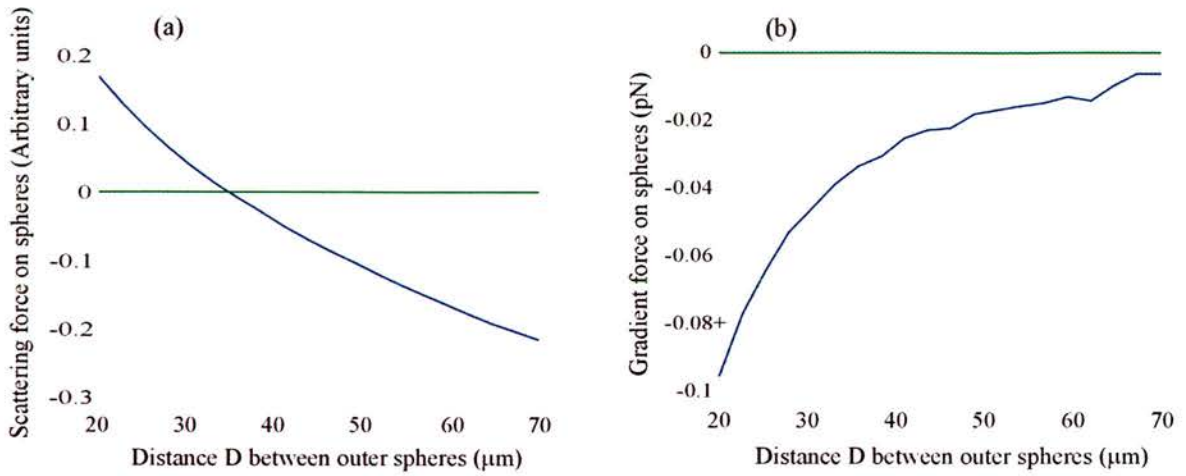 (a)
Scattering force on spheres (Arbitrary units)
0.2
0.1
0
-0.1
-0.2
-0.3
20 30 40 50 60 70
Distance D between outer spheres (μm)
(b)
Gradient force on spheres (pN)
0
-0.02
-0.04
-0.06
-0.08+
-0.1
20 30 40 50 60 70
Distance D between outer spheres (μm)